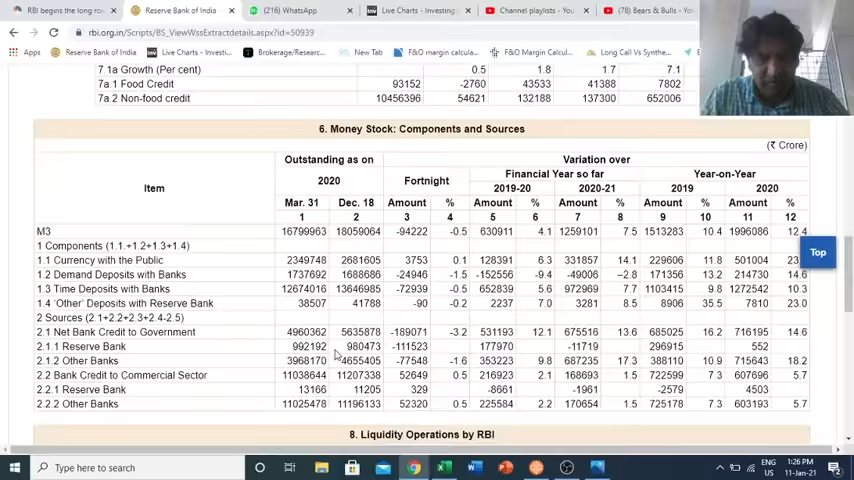 RBI begins the long ro
Reserve Bank of India
(216) WhatsApp
Live Charts - Investing.
Channel playlists - You
(78) Bears & Bulls - You
rbi.org.in/Scripts/BS_ViewWssExtractdetails.aspx?id=50939
Apps
Reserve Bank of India
Live Charts - Investi...
Brokerage/Researc...
New Tab
F&O margin calcula...
F&O Margin Calcul...
Long Call Vs Synthe...
7.1a Growth (Per cent) 0.5 1.8 1.7 7.1
7a.1 Food Credit 93152 -2760 43533 41388 7802
7a.2 Non-food credit 10456396 54621 132188 137300 652006
6. Money Stock: Components and Sources
(₹ Crore)
Outstanding as on Variation over
2020 Fortnight Financial Year so far Year-on-Year
Item 2019-20 2020-21 2019 2020
Mar. 31 Dec. 18 Amount % Amount % Amount % Amount % Amount %
1 2 3 4 5 6 7 8 9 10 11 12
M3 16799963 18059064 -94222 -0.5 630911 4.1 1259101 7.5 1513283 10.4 1996086 12.4
1 Components (1.1.+1.2+1.3+1.4)
1.1 Currency with the Public 2349748 2681605 3753 0.1 128391 6.3 331857 14.1 229606 11.8 501004 23
1.2 Demand Deposits with Banks 1737692 1688686 -24946 -1.5 -152556 -9.4 -49006 -2.8 171356 13.2 214730 14.6
1.3 Time Deposits with Banks 12674016 13646985 -72939 -0.5 652839 5.6 972969 7.7 1103415 9.8 1272542 10.3
1.4 'Other' Deposits with Reserve Bank 38507 41788 -90 -0.2 2237 7.0 3281 8.5 8906 35.5 7810 23.0
2 Sources (2.1+2.2+2.3+2.4-2.5)
2.1 Net Bank Credit to Government 4960362 5635878 -189071 -3.2 531193 12.1 675516 13.6 685025 16.2 716195 14.6
2.1.1 Reserve Bank 992192 980473 -111523 177970 -11719 296915 552
2.1.2 Other Banks 3968170 4655405 -77548 -1.6 353223 9.8 687235 17.3 388110 10.9 715643 18.2
2.2 Bank Credit to Commercial Sector 11038644 11207338 52649 0.5 216923 2.1 168693 1.5 722599 7.3 607696 5.7
2.2.1 Reserve Bank 13166 11205 329 -8661 -1961 -2579 4503
2.2.2 Other Banks 11025478 11196133 52320 0.5 225584 2.2 170654 1.5 725178 7.3 603193 5.7
Top
8. Liquidity Operations by RBI
Type here to search
ENG
US
1:26 PM
11-Jan-21
2